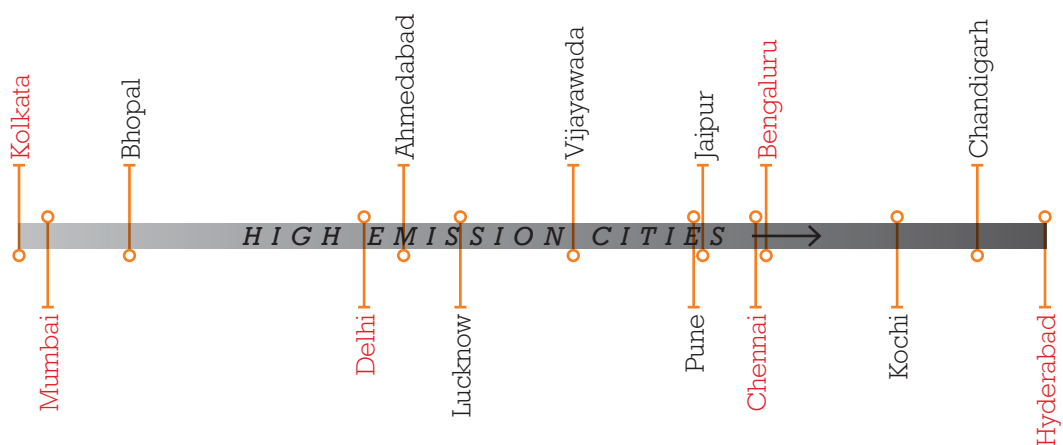 Kolkata
Bhopal
Ahmedabad
Vijayawada
Jaipur
Bengaluru
Chandigarh
HIGH EMISSION CITIES
Mumbai
Delhi
Lucknow
Pune
Chennai
Kochi
Hyderabad